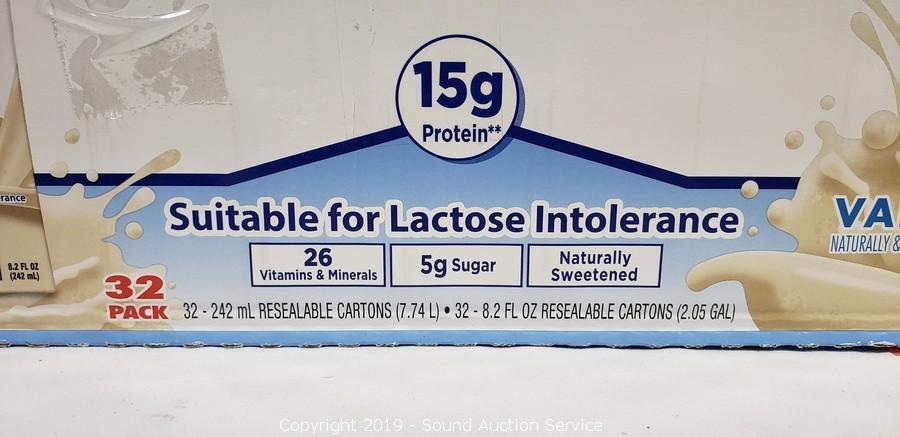 15g
Protein**
Suitable for Lactose Intolerance
26
Vitamins & Minerals
5g Sugar
Naturally
Sweetened
NATURALLY &
8.2 FL OZ
(242 mL)
32
PACK
32 - 242 mL RESEALABLE CARTONS (7.74 L) • 32 - 8.2 FL OZ RESEALABLE CARTONS (2.05 GAL)
Copyright 2019 - Sound Auction Service